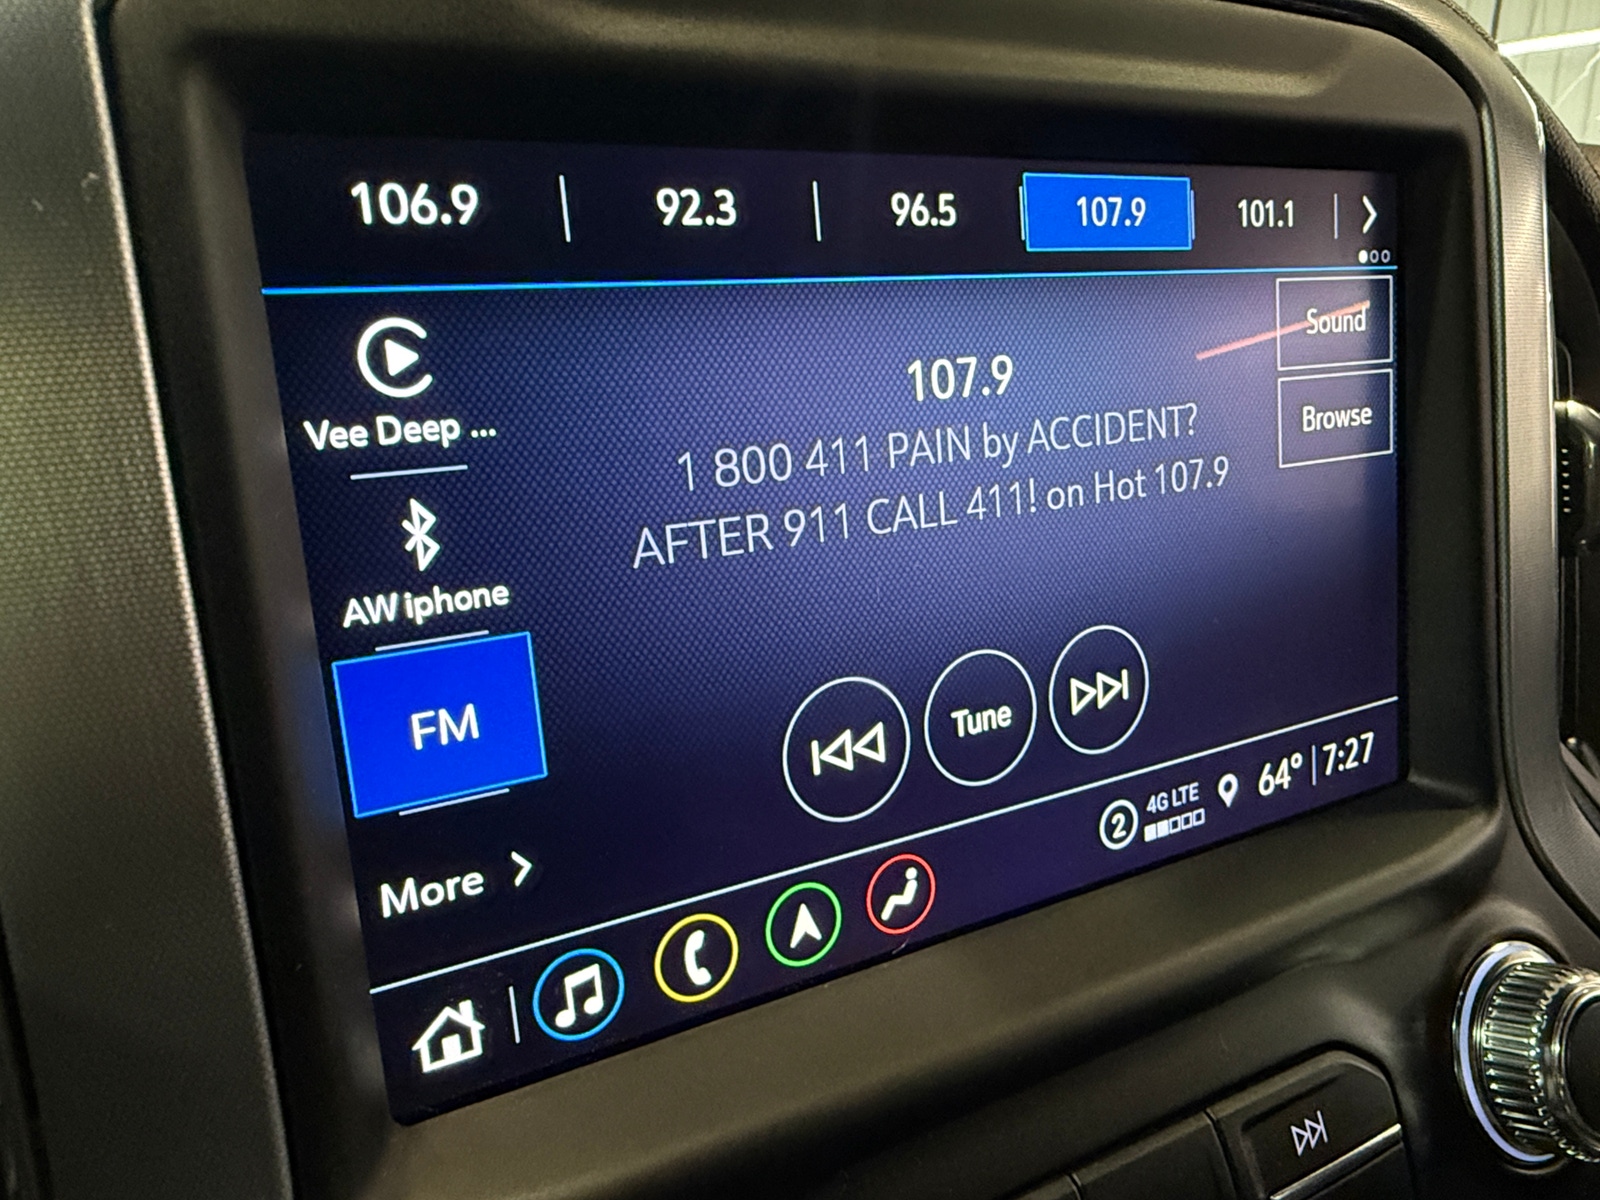 106.9 | 92.3 | 96.5 107.9 101.1
Sound
Browse
Vee Deep ...
AW iphone
FM
More
107.9
1 800 411 PAIN by ACCIDENT?
AFTER 911 CALL 411! on Hot 107.9
Tune
2 4G LTE 64° 7:27